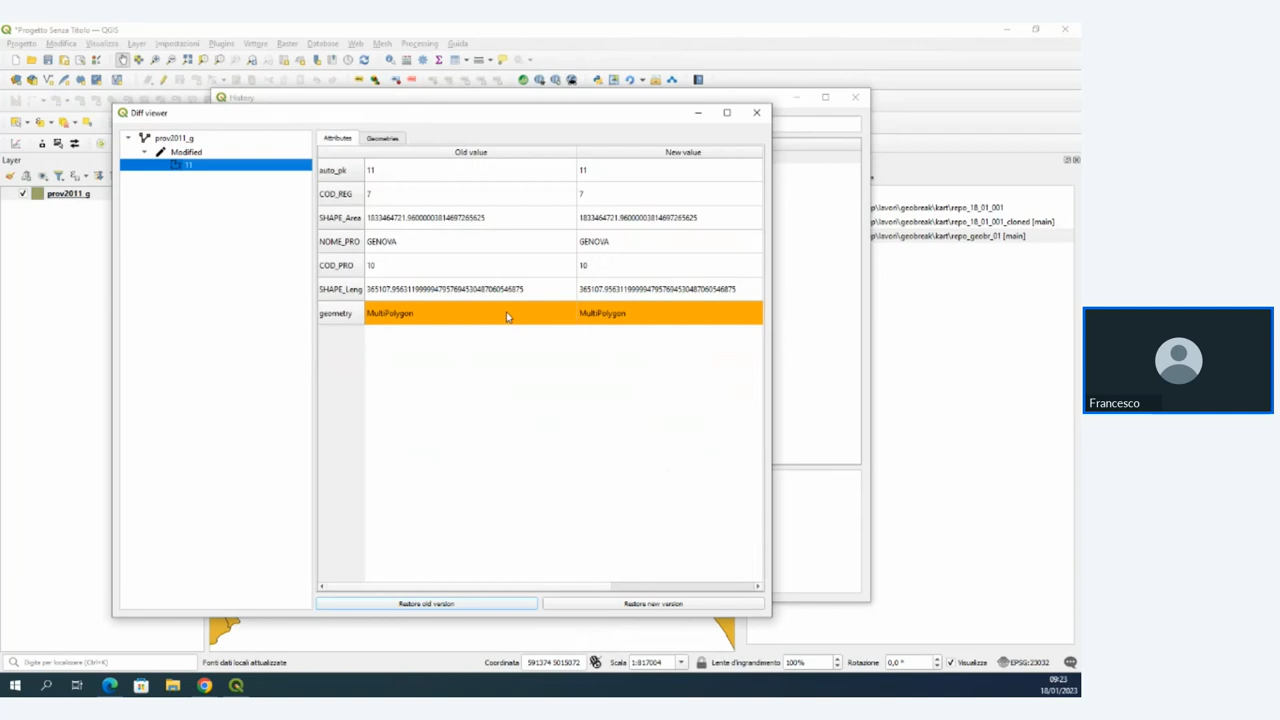 *Progetto Senza Titolo — QGIS
Progetto Modifica Visualizza Layer Impostazioni Plugins Vettore Raster Database Web Mesh Processing Guida
History
Diff viewer
prov2011_g
Modified
11
Attributes Geometries
Old value New value
auto_pk 11 11
COD_REG 7 7
SHAPE_Area 1833464721.96000003814697265625 1833464721.96000003814697265625
NOME_PRO GENOVA GENOVA
COD_PRO 10 10
SHAPE_Leng 365107.9563119999947957694530487060546875 365107.9563119999947957694530487060546875
geometry MultiPolygon MultiPolygon
Restore old version Restore new version
Layer
prov2011_g
p\lavori\geobreak\kart\repo_18_01_001
p\lavori\geobreak\kart\repo_18_01_001_cloned [main]
p\lavori\geobreak\kart\repo_geobr_01 [main]
Francesco
Digita per localizzare (Ctrl+K) Fonti dati locali attualizzate Coordinata 591374 5015072 Scala 1:817004 Lente d'ingrandimento 100% Rotazione 0,0 ° Visualizza EPSG:23032
09:23
18/01/2023